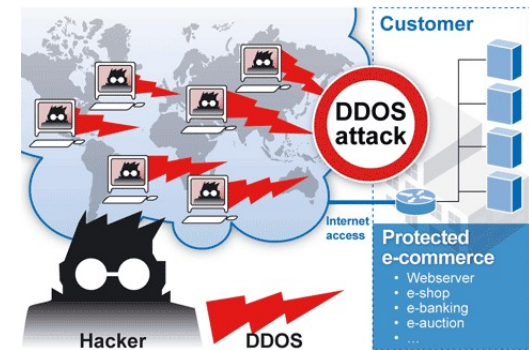 Customer
DDOS
attack
Internet
access
Protected
e-commerce
• Webserver
• e-shop
• e-banking
• e-auction
• ...
Hacker
DDOS